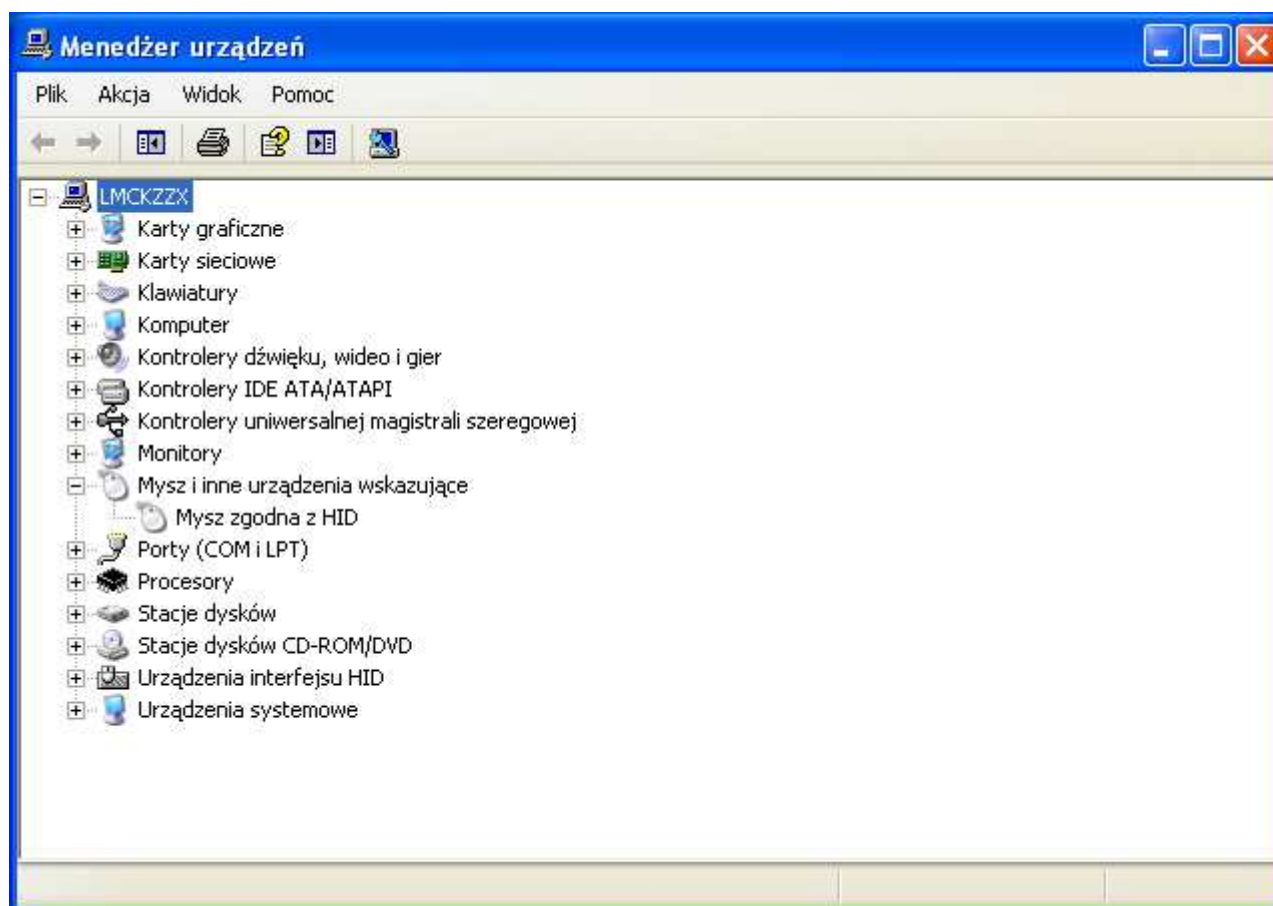 Menedżer urządzeń
Plik Akcja Widok Pomoc
LMCKZZX
Karty graficzne
Karty sieciowe
Klawiatury
Komputer
Kontrolery dźwięku, wideo i gier
Kontrolery IDE ATA/ATAPI
Kontrolery uniwersalnej magistrali szeregowej
Monitory
Mysz i inne urządzenia wskazujące
Mysz zgodna z HID
Porty (COM i LPT)
Procesory
Stacje dysków
Stacje dysków CD-ROM/DVD
Urządzenia interfejsu HID
Urządzenia systemowe